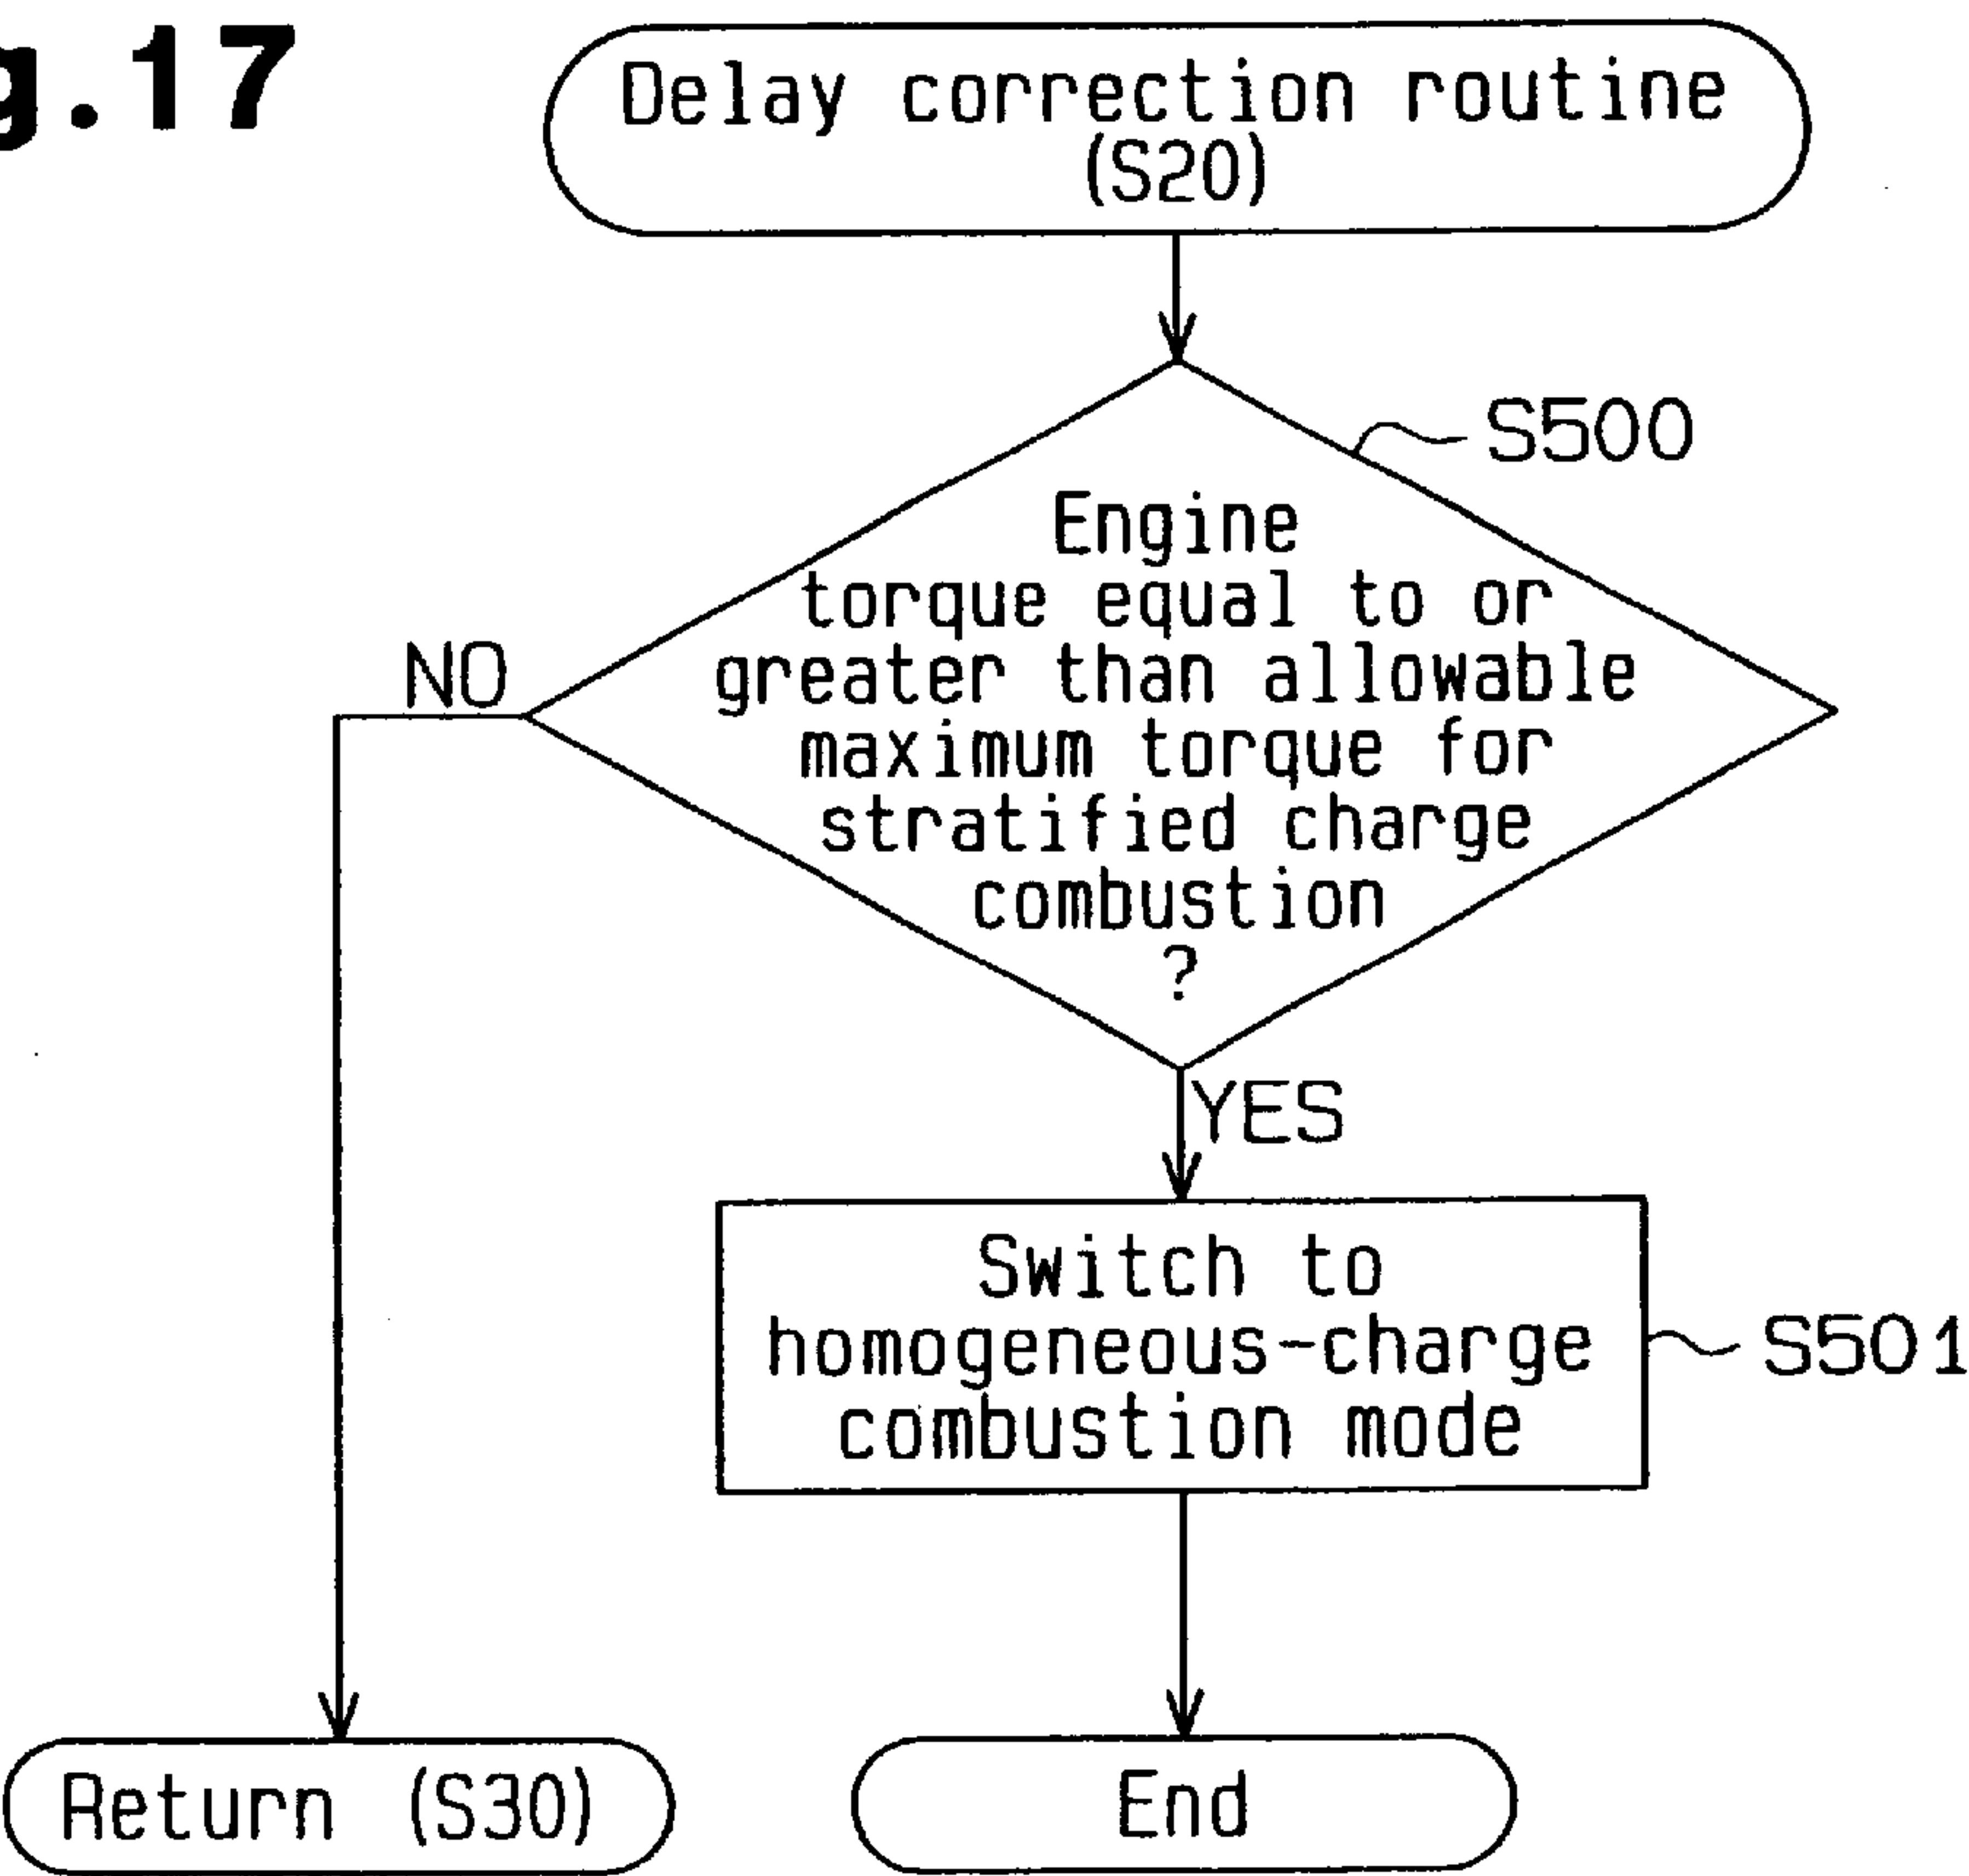 g.17
Delay correction routine
(S20)
S500
Engine
torque equal to or
greater than allowable
maximum torque for
stratified charge
combustion
?
NO
YES
Switch to
homogeneous-charge
combustion mode
S501
Return (S30)
End